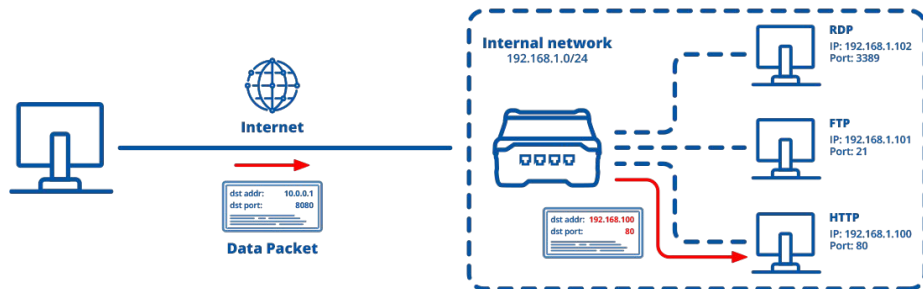 Internet
dst addr: 10.0.0.1
dst port: 8080
Data Packet
Internal network
192.168.1.0/24
dst addr: 192.168.100
dst port: 80
RDP
IP: 192.168.1.102
Port: 3389
FTP
IP: 192.168.1.101
Port: 21
HTTP
IP: 192.168.1.100
Port: 80